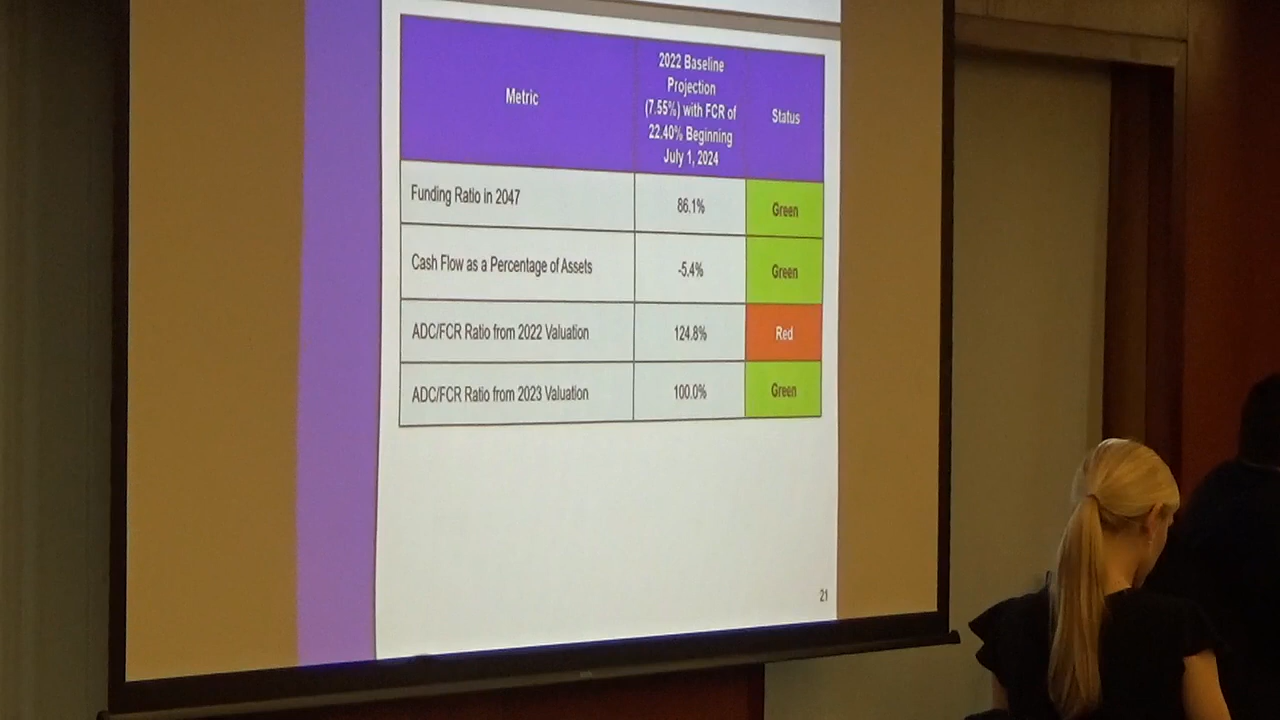 Metric
2022 Baseline
Projection
(7.55%) with FCR of
22.40% Beginning
July 1, 2024
Status
Funding Ratio in 2047
86.1%
Green
Cash Flow as a Percentage of Assets
-5.4%
Green
ADC/FCR Ratio from 2022 Valuation
124.8%
Red
ADC/FCR Ratio from 2023 Valuation
100.0%
Green
21